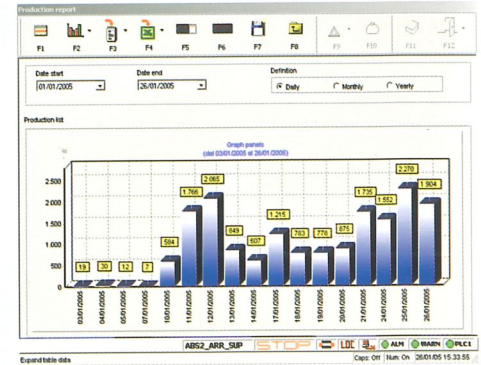 Production report
F1 F2 F3 F4 F5 F6 F7 F8 F9 F10 F11 F12
Date start Date end Definition
01/01/2005 26/01/2005 Daily Monthly Yearly
Production list
Graph panels
(dal 03/01/2005 al 26/01/2005)
2.500
2.000
1.500
1.000
500
0
19 30 12 7 584 1.766 2.065 849 607 1.215 783 778 875 1.735 1.552 2.270 1.904
03/01/2005 04/01/2005 05/01/2005 07/01/2005 10/01/2005 11/01/2005 12/01/2005 13/01/2005 14/01/2005 17/01/2005 18/01/2005 19/01/2005 20/01/2005 21/01/2005 24/01/2005 25/01/2005 26/01/2005
ABS2_ARR_SUP STOP LDC ALM WARN PLC1
Expand table data Caps: Off Num: On 26/01/05 15.33.55